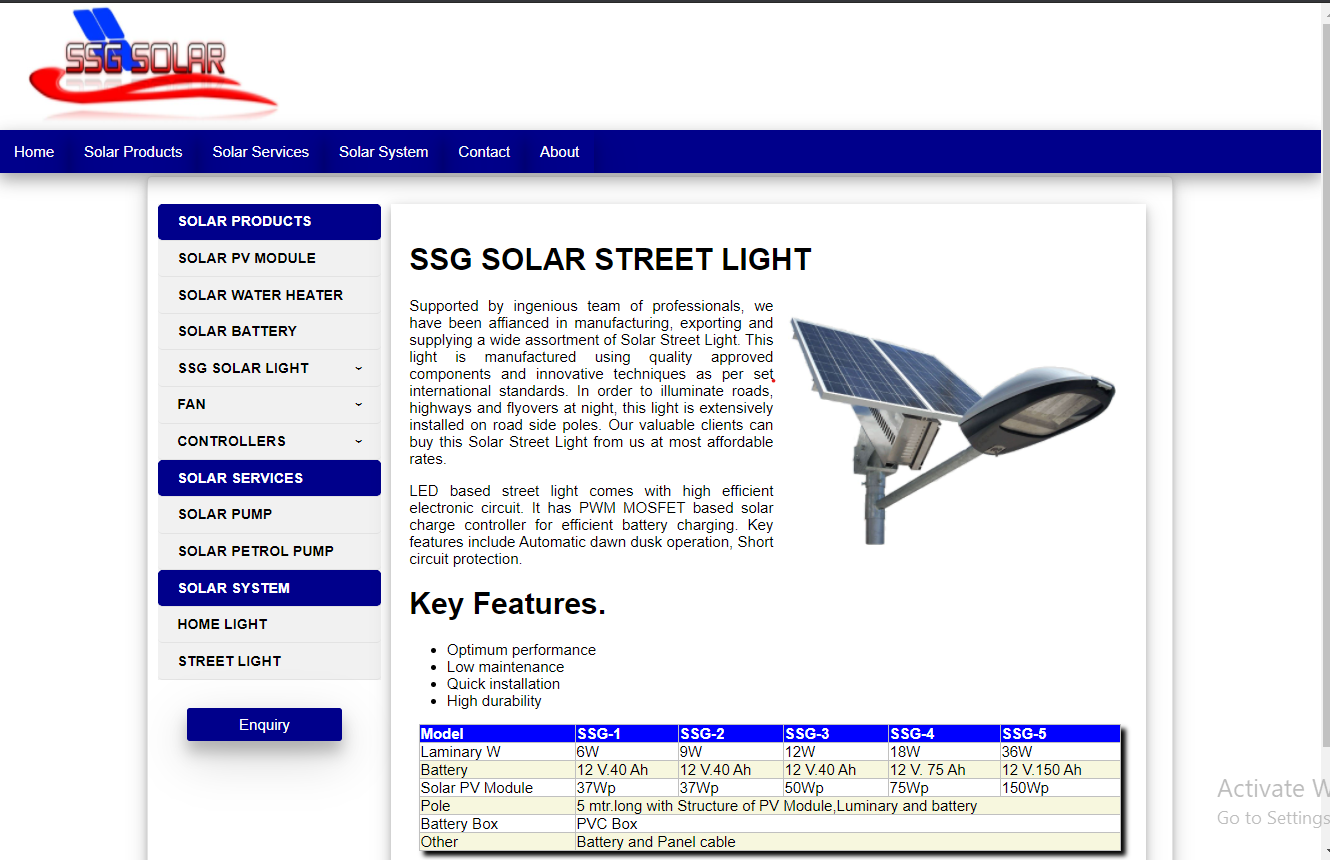 SSG SOLAR
Home Solar Products Solar Services Solar System Contact About
SOLAR PRODUCTS
SOLAR PV MODULE
SOLAR WATER HEATER
SOLAR BATTERY
SSG SOLAR LIGHT
FAN
CONTROLLERS
SOLAR SERVICES
SOLAR PUMP
SOLAR PETROL PUMP
SOLAR SYSTEM
HOME LIGHT
STREET LIGHT
Enquiry
SSG SOLAR STREET LIGHT
Supported by ingenious team of professionals, we
have been affianced in manufacturing, exporting and
supplying a wide assortment of Solar Street Light. This
light is manufactured using quality approved
components and innovative techniques as per set
international standards. In order to illuminate roads,
highways and flyovers at night, this light is extensively
installed on road side poles. Our valuable clients can
buy this Solar Street Light from us at most affordable
rates.
LED based street light comes with high efficient
electronic circuit. It has PWM MOSFET based solar
charge controller for efficient battery charging. Key
features include Automatic dawn dusk operation, Short
circuit protection.
Key Features.
Optimum performance
Low maintenance
Quick installation
High durability
Model SSG-1 SSG-2 SSG-3 SSG-4 SSG-5
Laminary W 6W 9W 12W 18W 36W
Battery 12 V.40 Ah 12 V.40 Ah 12 V.40 Ah 12 V. 75 Ah 12 V.150 Ah
Solar PV Module 37Wp 37Wp 50Wp 75Wp 150Wp
Pole 5 mtr.long with Structure of PV Module,Luminary and battery
Battery Box PVC Box
Other Battery and Panel cable
Activate W
Go to Settings